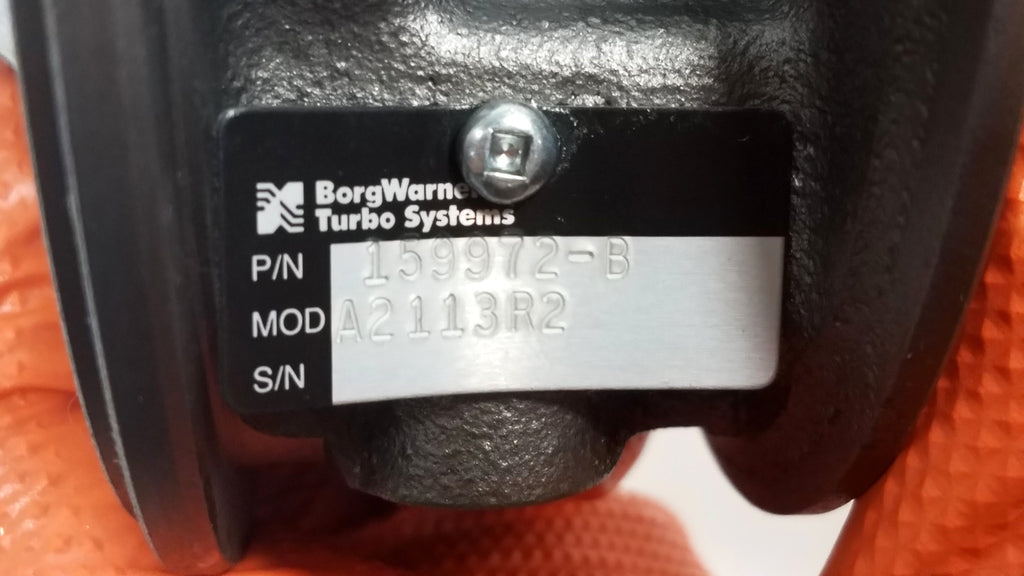 BorgWarner
Turbo Systems
P/N 159972-B
MOD A2113R2
S/N